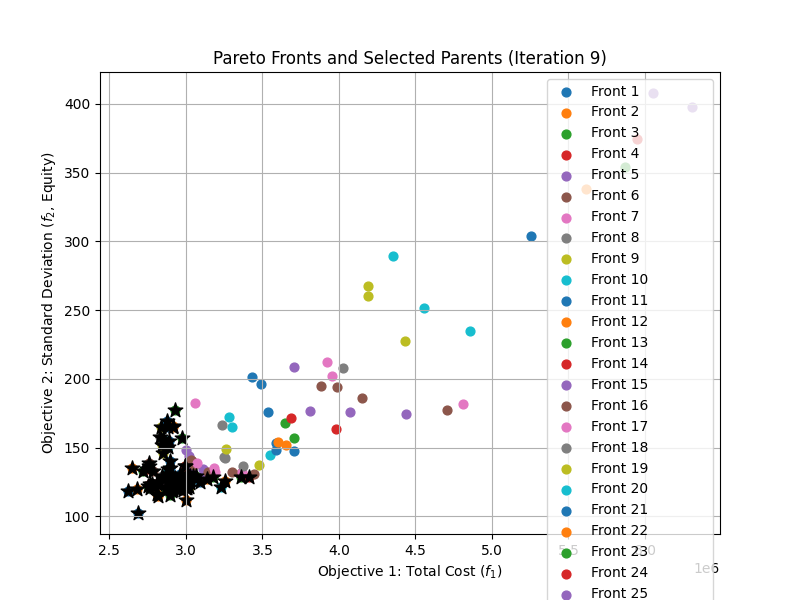 Pareto Fronts and Selected Parents (Iteration 9)
Objective 2: Standard Deviation (f2, Equity)
400
350
300
250
200
150
100
2.5
3.0
3.5
4.0
4.5
5.0
5.5
6.0
1e6
Objective 1: Total Cost (f1)
Front 1
Front 2
Front 3
Front 4
Front 5
Front 6
Front 7
Front 8
Front 9
Front 10
Front 11
Front 12
Front 13
Front 14
Front 15
Front 16
Front 17
Front 18
Front 19
Front 20
Front 21
Front 22
Front 23
Front 24
Front 25